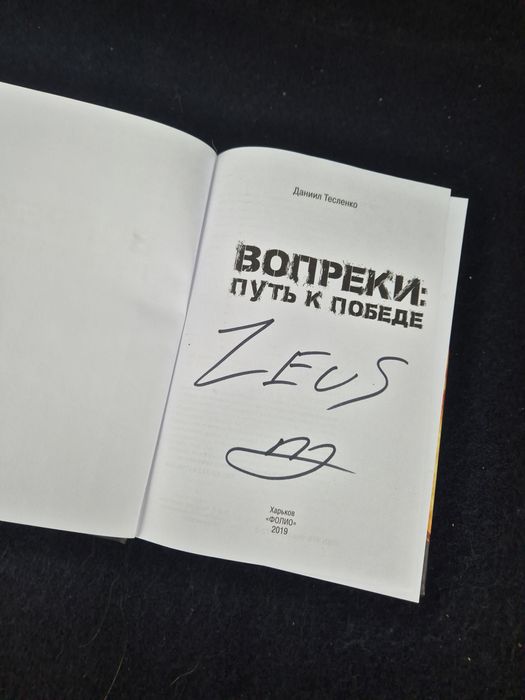 Даниил Тесленко
ВОПРЕКИ:
ПУТЬ К ПОБЕДЕ
ZEUS
Харьков
«ФОЛИО»
2019